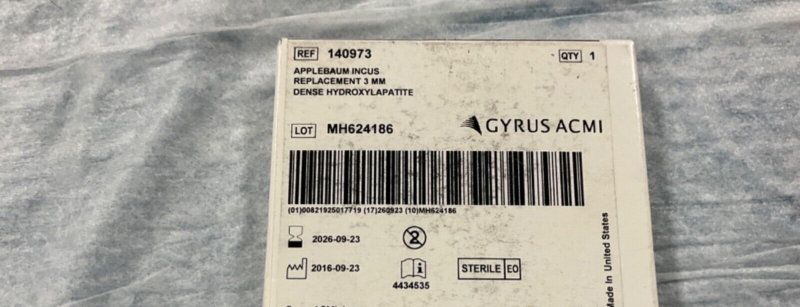 REF 140973
QTY 1
APPLEBAUM INCUS
REPLACEMENT 3 MM
DENSE HYDROXYLAPATITE
LOT MH624186
GYRUS ACMI
(01)00821925017719 (17)260923 (10)MH624186
2026-09-23
2
2016-09-23
i
STERILE EO
4434535
Made In United States